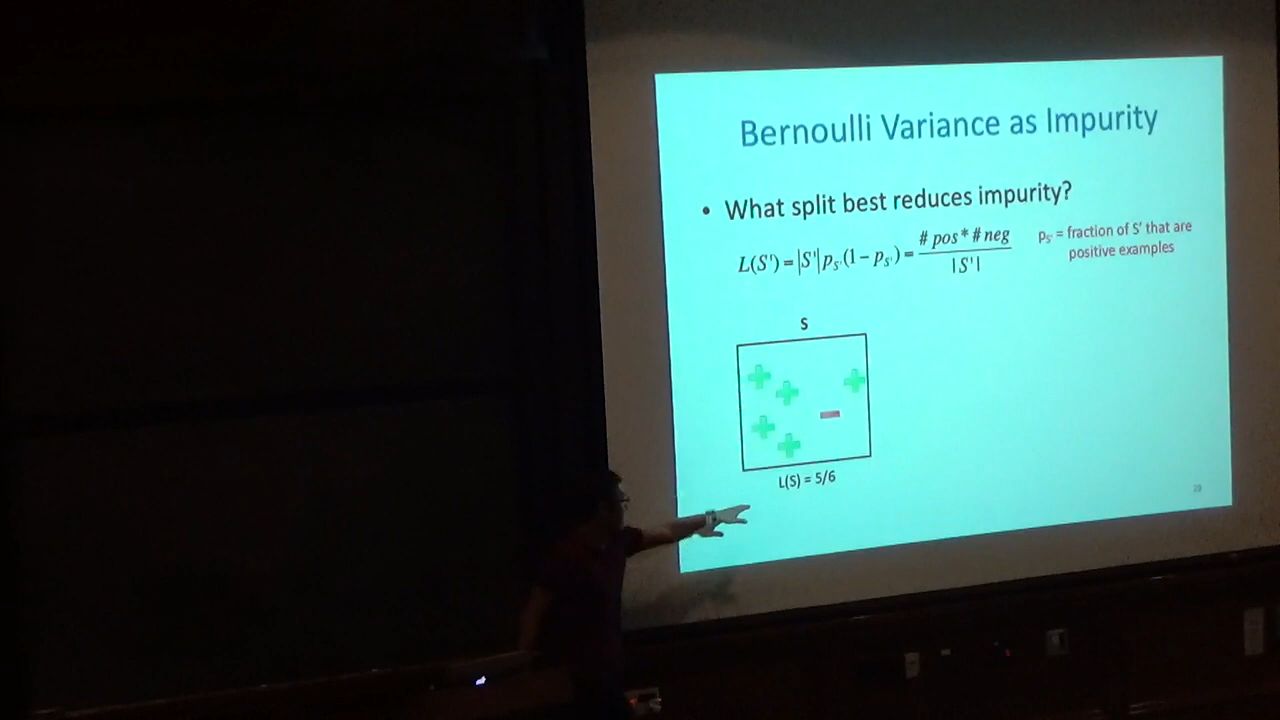 Bernoulli Variance as Impurity
• What split best reduces impurity?
L(S') = |S'| p_S'(1 − p_S') = # pos * # neg / |S'|
p_S' = fraction of S' that are
positive examples
S
L(S) = 5/6